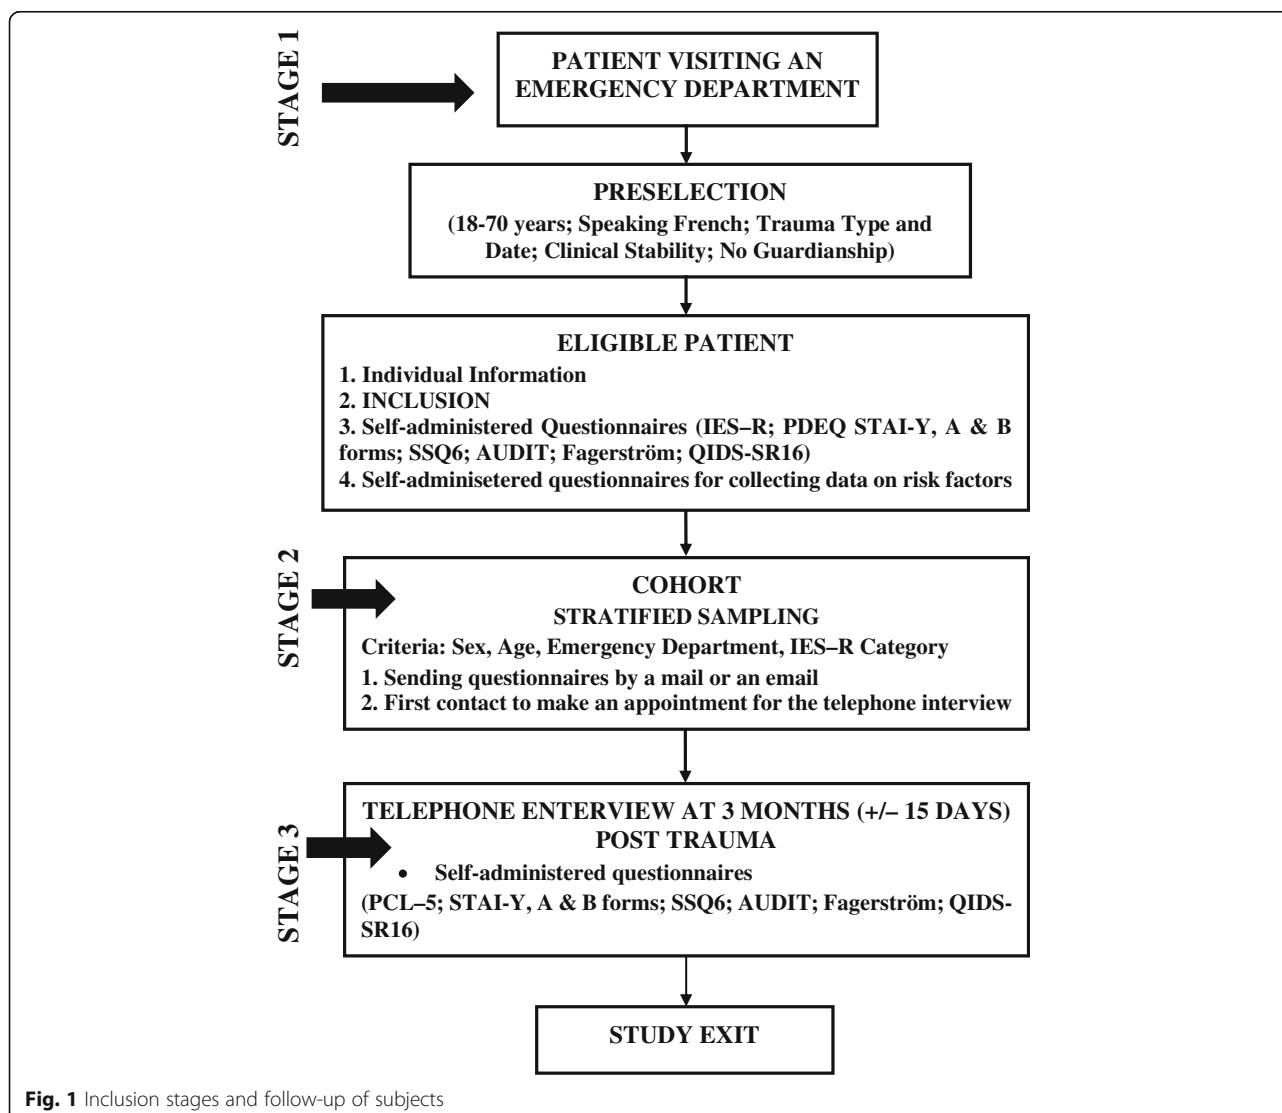 STAGE 1
PATIENT VISITING AN
EMERGENCY DEPARTMENT
PRESELECTION
(18-70 years; Speaking French; Trauma Type and
Date; Clinical Stability; No Guardianship)
ELIGIBLE PATIENT
1. Individual Information
2. INCLUSION
3. Self-administered Questionnaires (IES–R; PDEQ STAI-Y, A & B
forms; SSQ6; AUDIT; Fagerström; QIDS-SR16)
4. Self-adminisetered questionnaires for collecting data on risk factors
STAGE 2
COHORT
STRATIFIED SAMPLING
Criteria: Sex, Age, Emergency Department, IES–R Category
1. Sending questionnaires by a mail or an email
2. First contact to make an appointment for the telephone interview
STAGE 3
TELEPHONE ENTERVIEW AT 3 MONTHS (+/– 15 DAYS)
POST TRAUMA
• Self-administered questionnaires
(PCL–5; STAI-Y, A & B forms; SSQ6; AUDIT; Fagerström; QIDS-
SR16)
STUDY EXIT
Fig. 1 Inclusion stages and follow-up of subjects